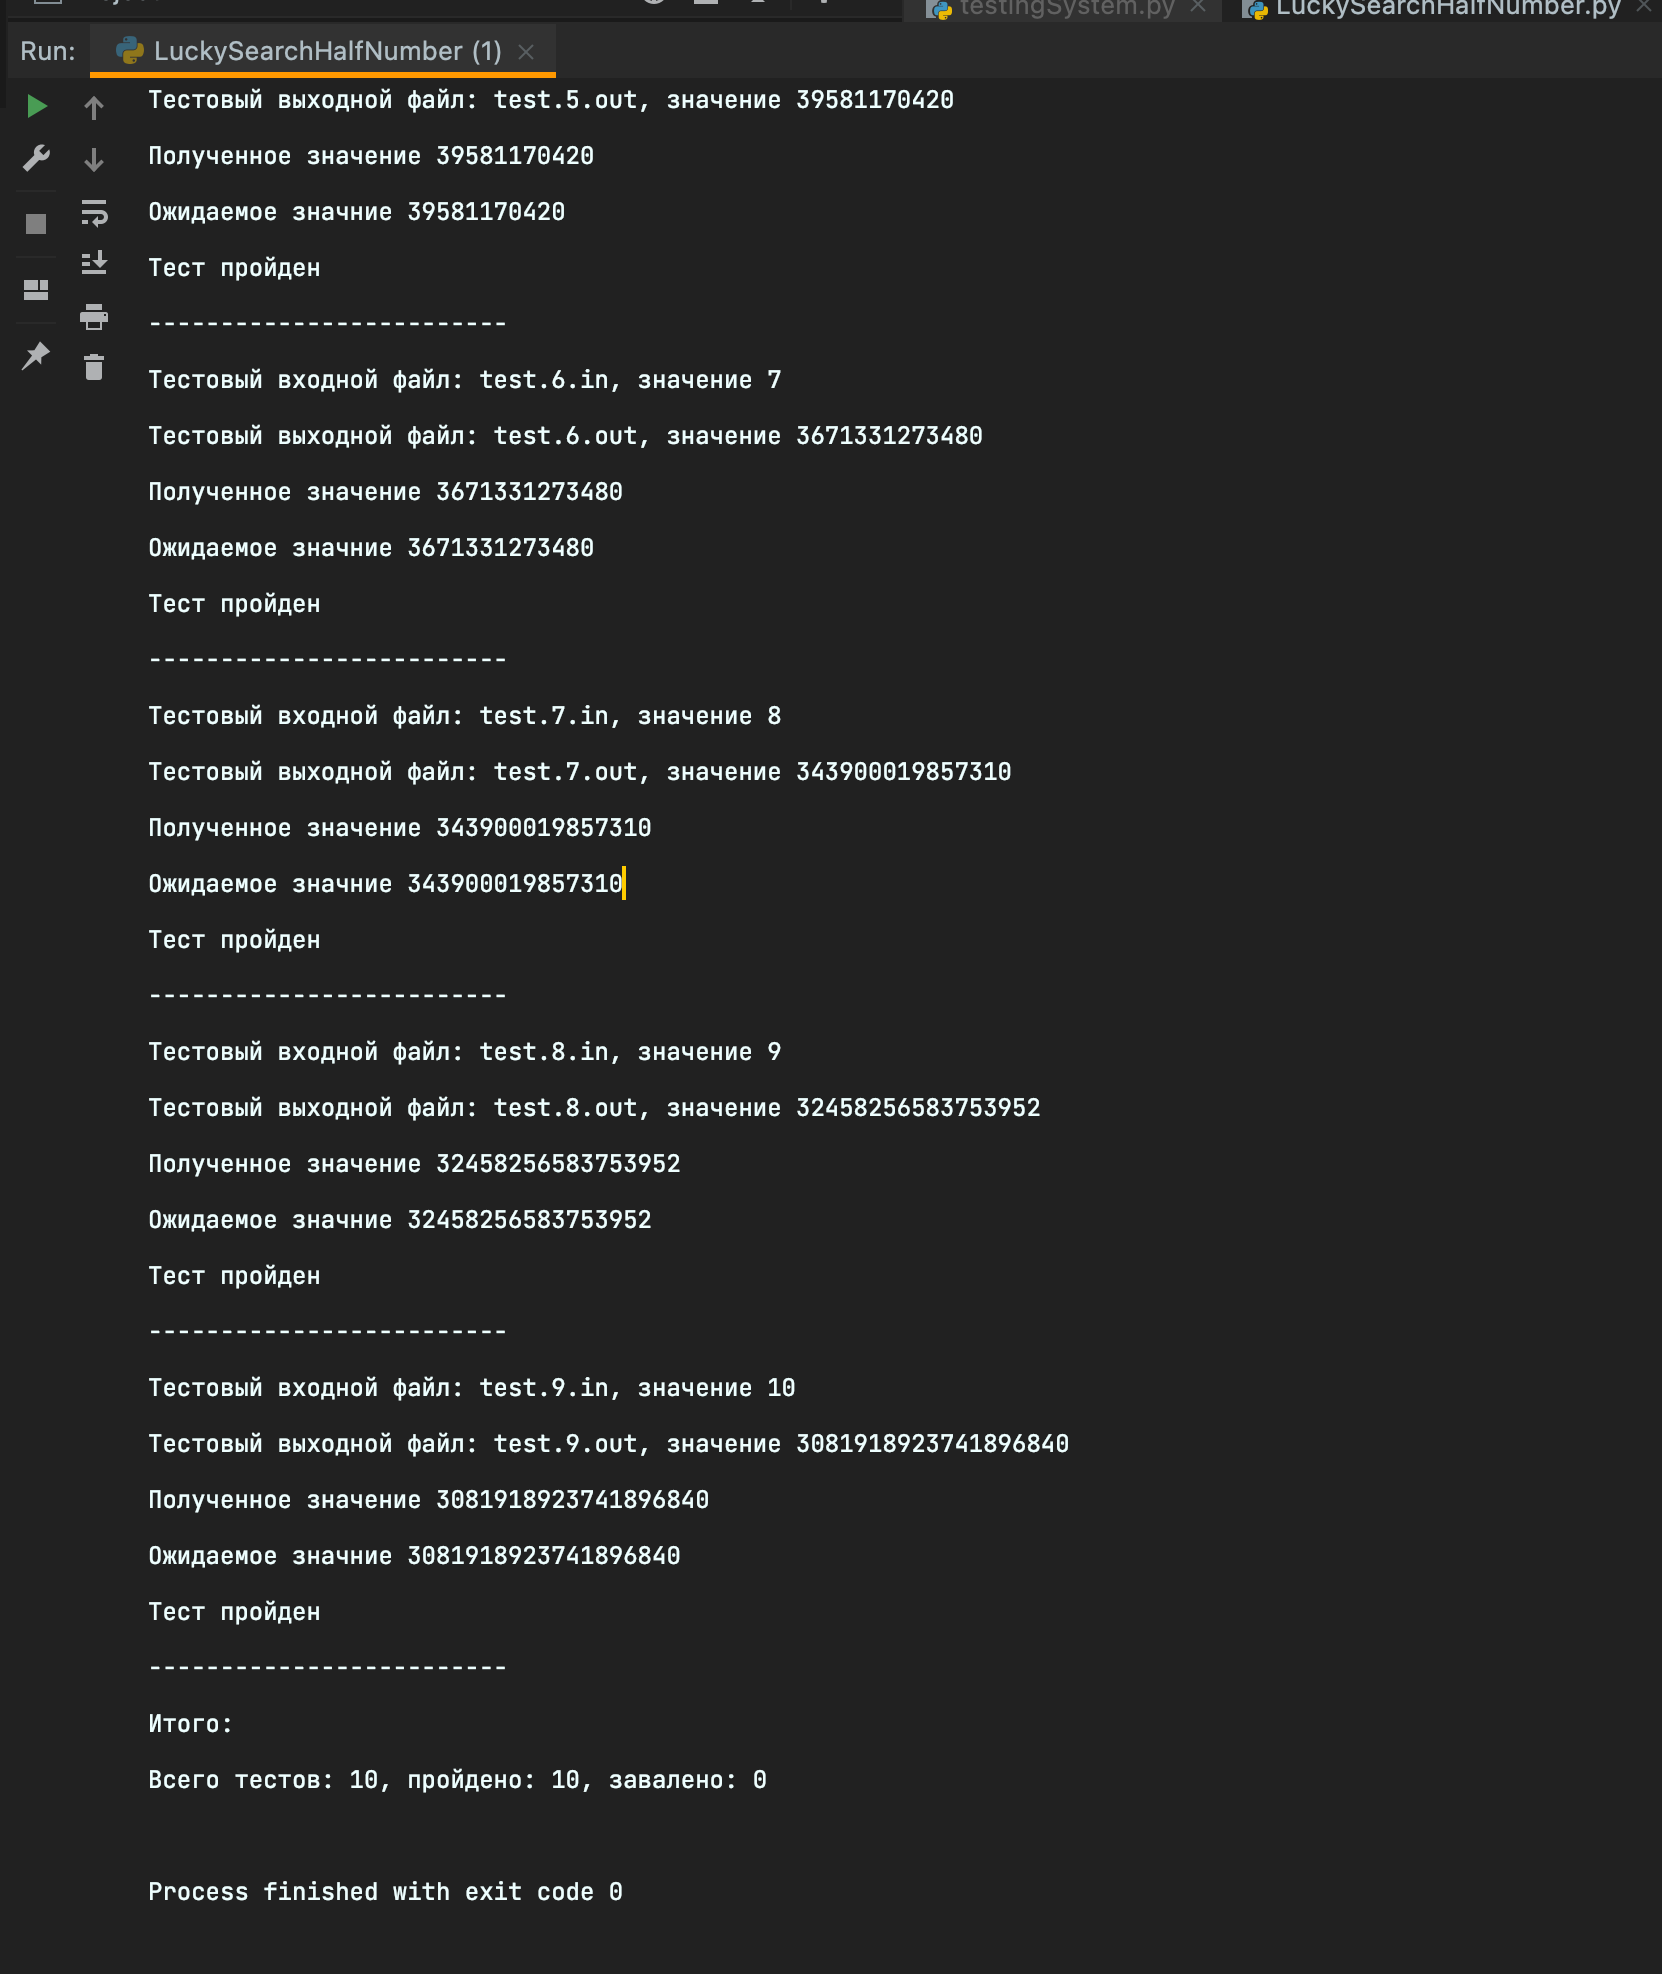 testingSystem.py
LuckySearchHalfNumber.py
Run:
LuckySearchHalfNumber (1)
Тестовый выходной файл: test.5.out, значение 39581170420
Полученное значение 39581170420
Ожидаемое значние 39581170420
Тест пройден
-------------------------
Тестовый входной файл: test.6.in, значение 7
Тестовый выходной файл: test.6.out, значение 3671331273480
Полученное значение 3671331273480
Ожидаемое значние 3671331273480
Тест пройден
-------------------------
Тестовый входной файл: test.7.in, значение 8
Тестовый выходной файл: test.7.out, значение 343900019857310
Полученное значение 343900019857310
Ожидаемое значние 343900019857310
Тест пройден
-------------------------
Тестовый входной файл: test.8.in, значение 9
Тестовый выходной файл: test.8.out, значение 32458256583753952
Полученное значение 32458256583753952
Ожидаемое значние 32458256583753952
Тест пройден
-------------------------
Тестовый входной файл: test.9.in, значение 10
Тестовый выходной файл: test.9.out, значение 3081918923741896840
Полученное значение 3081918923741896840
Ожидаемое значние 3081918923741896840
Тест пройден
-------------------------
Итого:
Всего тестов: 10, пройдено: 10, завалено: 0
Process finished with exit code 0